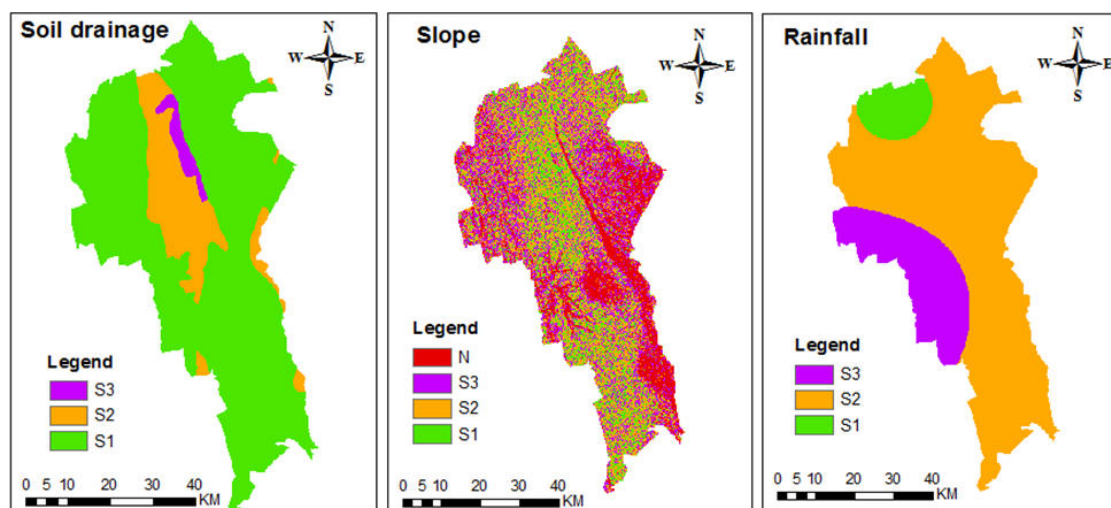 Soil drainage
N
W E
S
Legend
S3
S2
S1
0 5 10 20 30 40
KM
Slope
N
W E
S
Legend
N
S3
S2
S1
0 5 10 20 30 40
KM
Rainfall
N
W E
S
Legend
S3
S2
S1
0 5 10 20 30 40
KM